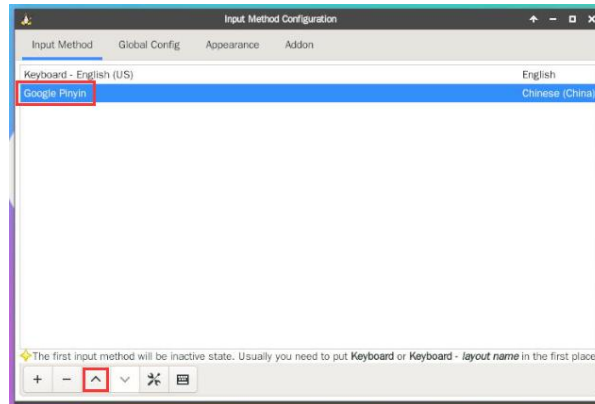 Input Method Configuration
Input Method Global Config Appearance Addon
Keyboard - English (US) English
Google Pinyin Chinese (China)
The first input method will be inactive state. Usually you need to put Keyboard or Keyboard - layout name in the first place